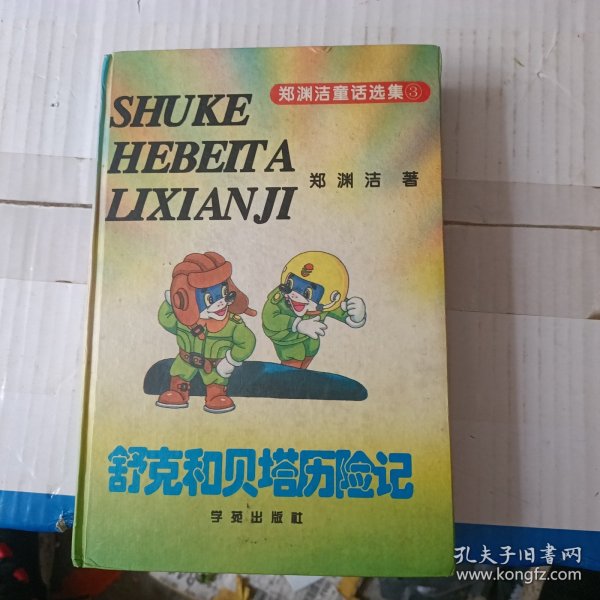 郑渊洁童话选集③
SHUKE
HEBEITA
LIXIANJI
郑渊洁 著
舒克和贝塔历险记
学苑出版社
孔夫子旧书网
www.kongfz.com